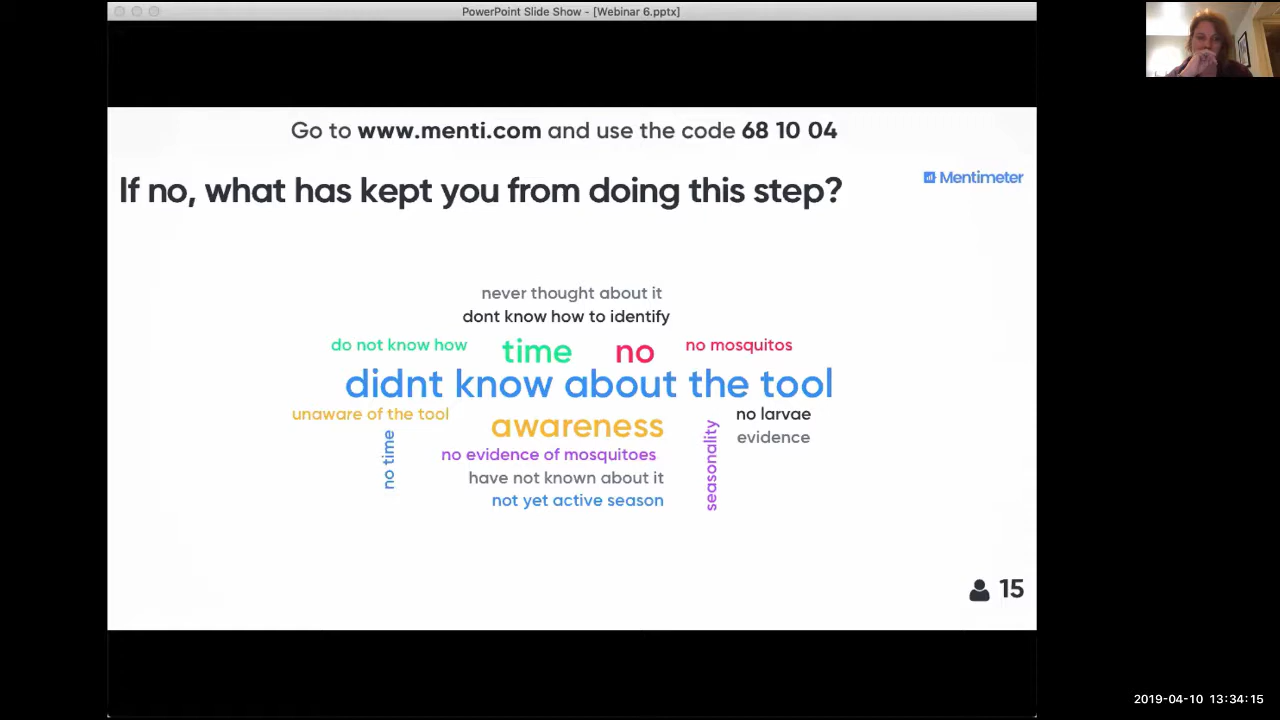 PowerPoint Slide Show - [Webinar 6.pptx]
Go to www.menti.com and use the code 68 10 04
If no, what has kept you from doing this step?
Mentimeter
never thought about it
dont know how to identify
do not know how
time
no
no mosquitos
didnt know about the tool
unaware of the tool
awareness
no larvae
no time
no evidence of mosquitoes
seasonality
evidence
have not known about it
not yet active season
15
2019-04-10 13:34:15